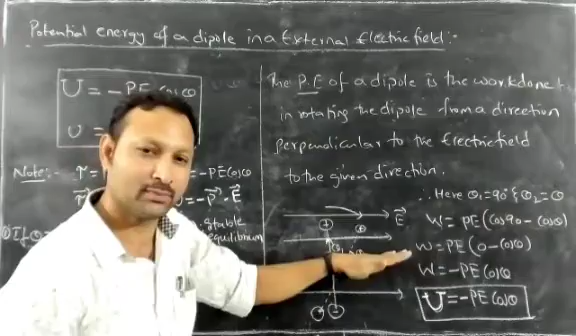 Potential energy of a dipole in a External Electric field:-
U = -PE cosθ
U =
Note:-
= -PE cosθ
= -P⃗ · E⃗
stable
equilibrium
① If θ =
The P.E of a dipole is the workdone
in rotating the dipole from a direction
perpendicular to the electric field
to the given direction.
∴ Here θ₁=90° & θ₂=θ
E⃗
W = PE(cos90 - cosθ)
W = PE(0 - cosθ)
W = -PE cosθ
U = -PE cosθ